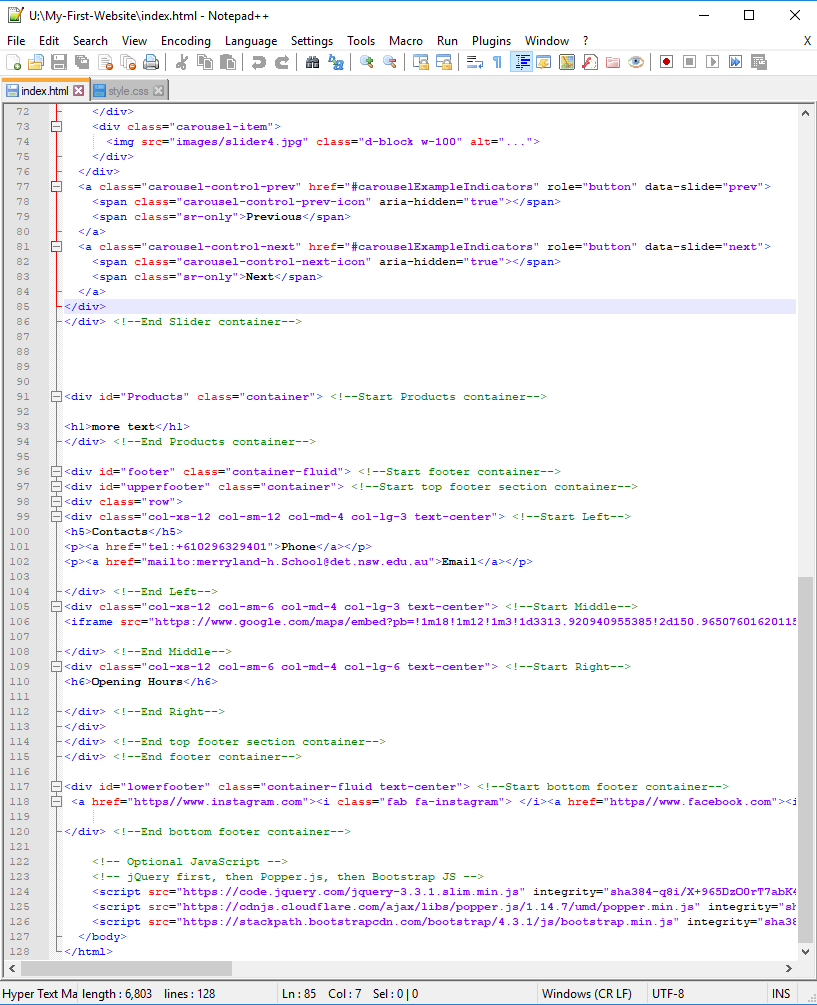 U:\My-First-Website\index.html - Notepad++
File Edit Search View Encoding Language Settings Tools Macro Run Plugins Window ? X
index.html style.css
72 </div>
73 <div class="carousel-item">
74 <img src="images/slider4.jpg" class="d-block w-100" alt="...">
75 </div>
76 </div>
77 <a class="carousel-control-prev" href="#carouselExampleIndicators" role="button" data-slide="prev">
78 <span class="carousel-control-prev-icon" aria-hidden="true"></span>
79 <span class="sr-only">Previous</span>
80 </a>
81 <a class="carousel-control-next" href="#carouselExampleIndicators" role="button" data-slide="next">
82 <span class="carousel-control-next-icon" aria-hidden="true"></span>
83 <span class="sr-only">Next</span>
84 </a>
85 </div>
86 </div> <!--End Slider container-->
87
88
89
90
91 <div id="Products" class="container"> <!--Start Products container-->
92
93 <h1>more text</h1>
94 </div> <!--End Products container-->
95
96 <div id="footer" class="container-fluid"> <!--Start footer container-->
97 <div id="upperfooter" class="container"> <!--Start top footer section container-->
98 <div class="row">
99 <div class="col-xs-12 col-sm-12 col-md-4 col-lg-3 text-center"> <!--Start Left-->
100 <h5>Contacts</h5>
101 <p><a href="tel:+610296329401">Phone</a></p>
102 <p><a href="mailto:merryland-h.School@det.nsw.edu.au">Email</a></p>
103
104 </div> <!--End Left-->
105 <div class="col-xs-12 col-sm-6 col-md-4 col-lg-3 text-center"> <!--Start Middle-->
106 <iframe src="https://www.google.com/maps/embed?pb=!1m18!1m12!1m3!1d3313.920940955385!2d150.96507601620115
107
108 </div> <!--End Middle-->
109 <div class="col-xs-12 col-sm-6 col-md-4 col-lg-6 text-center"> <!--Start Right-->
110 <h6>Opening Hours</h6>
111
112 </div> <!--End Right-->
113 </div>
114 </div> <!--End top footer section container-->
115 </div> <!--End footer container-->
116
117 <div id="lowerfooter" class="container-fluid text-center"> <!--Start bottom footer container-->
118 <a href="https//www.instagram.com"><i class="fab fa-instagram"> </i><a href="https//www.facebook.com"><i
119
120 </div> <!--End bottom footer container-->
121
122 <!-- Optional JavaScript -->
123 <!-- jQuery first, then Popper.js, then Bootstrap JS -->
124 <script src="https://code.jquery.com/jquery-3.3.1.slim.min.js" integrity="sha384-q8i/X+965DzO0rT7abK4
125 <script src="https://cdnjs.cloudflare.com/ajax/libs/popper.js/1.14.7/umd/popper.min.js" integrity="sh
126 <script src="https://stackpath.bootstrapcdn.com/bootstrap/4.3.1/js/bootstrap.min.js" integrity="sha38
127 </body>
128 </html>
Hyper Text Ma length : 6,803 lines : 128 Ln : 85 Col : 7 Sel : 0 | 0 Windows (CR LF) UTF-8 INS